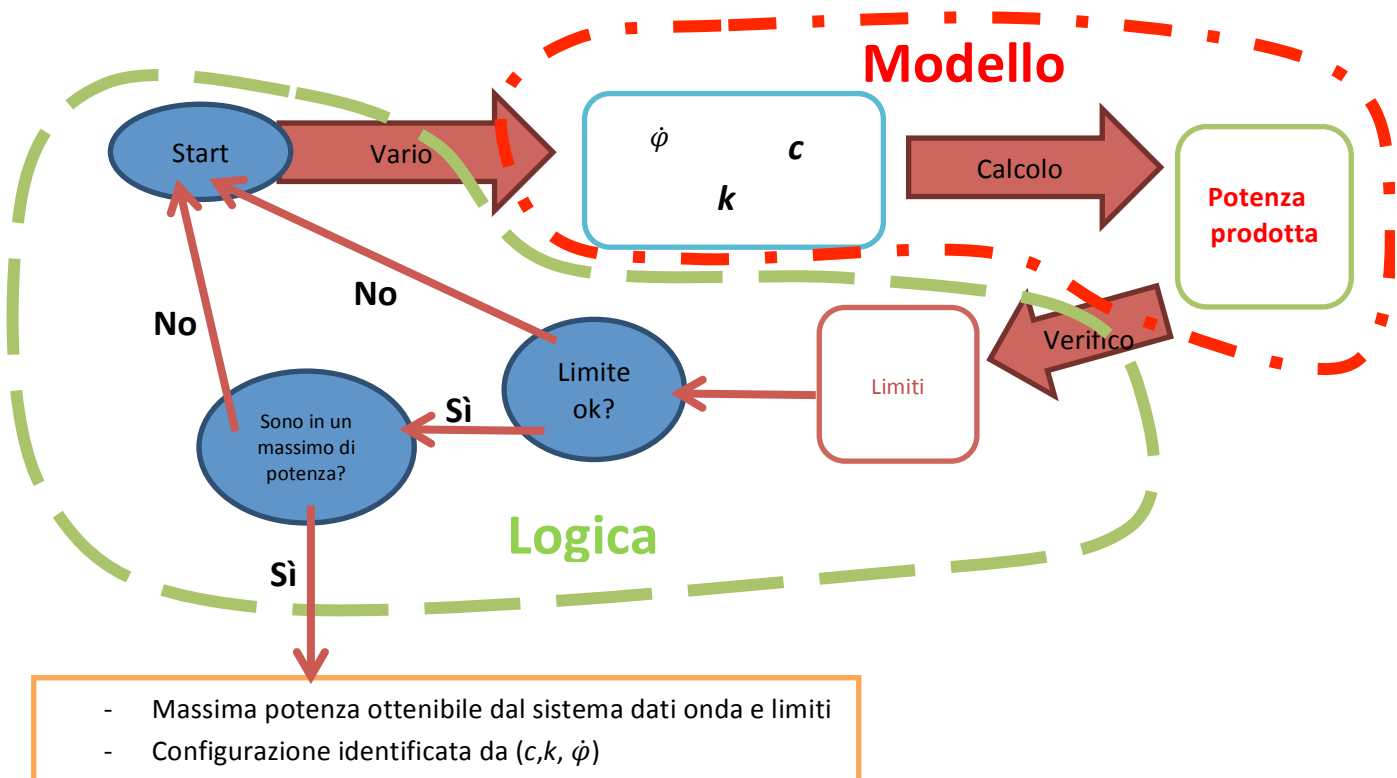 Modello
Start
Vario
φ̇
c
k
Calcolo
Potenza
prodotta
No
No
Verifico
Limite
ok?
Limiti
Sì
Sono in un
massimo di
potenza?
Logica
Sì
- Massima potenza ottenibile dal sistema dati onda e limiti
- Configurazione identificata da (c,k, φ̇)